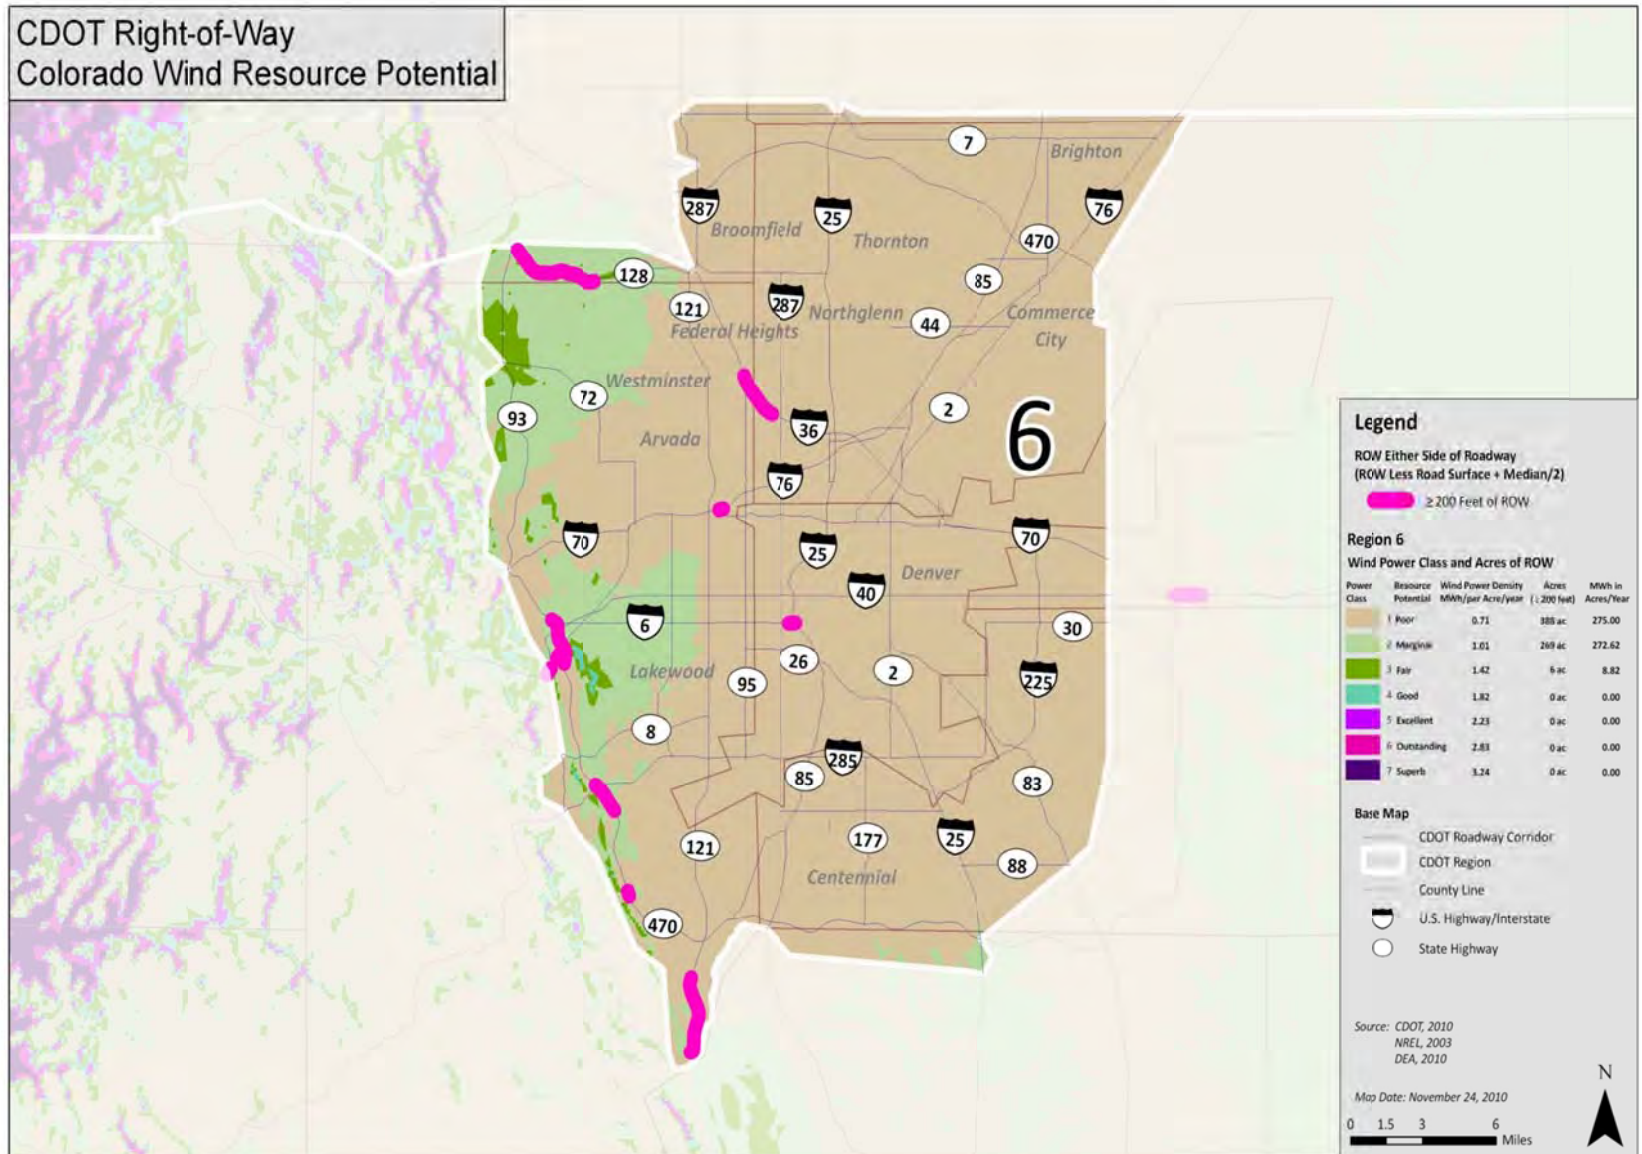 CDOT Right-of-Way
Colorado Wind Resource Potential
7
Brighton
287
25
76
Broomfield
Thornton
470
128
85
121
287
Northglenn
44
Commerce
City
Federal Heights
Westminster
72
93
2
36
6
Arvada
76
70
25
70
Denver
40
6
30
Lakewood
95
26
2
225
8
285
85
83
121
177
25
88
Centennial
470
Legend
ROW Either Side of Roadway
(ROW Less Road Surface + Median/2)
≥ 200 Feet of ROW
Region 6
Wind Power Class and Acres of ROW
Power Resource Wind Power Density Acres MWh in
Class Potential MWh/per Acre/year (≥ 200 feet) Acres/Year
1 Poor 0.71 388 ac 275.00
2 Marginal 1.01 269 ac 272.62
3 Fair 1.42 6 ac 8.82
4 Good 1.82 0 ac 0.00
5 Excellent 2.23 0 ac 0.00
6 Outstanding 2.83 0 ac 0.00
7 Superb 3.24 0 ac 0.00
Base Map
CDOT Roadway Corridor
CDOT Region
County Line
U.S. Highway/Interstate
State Highway
Source: CDOT, 2010
NREL, 2003
DEA, 2010
N
Map Date: November 24, 2010
0 1.5 3 6
Miles